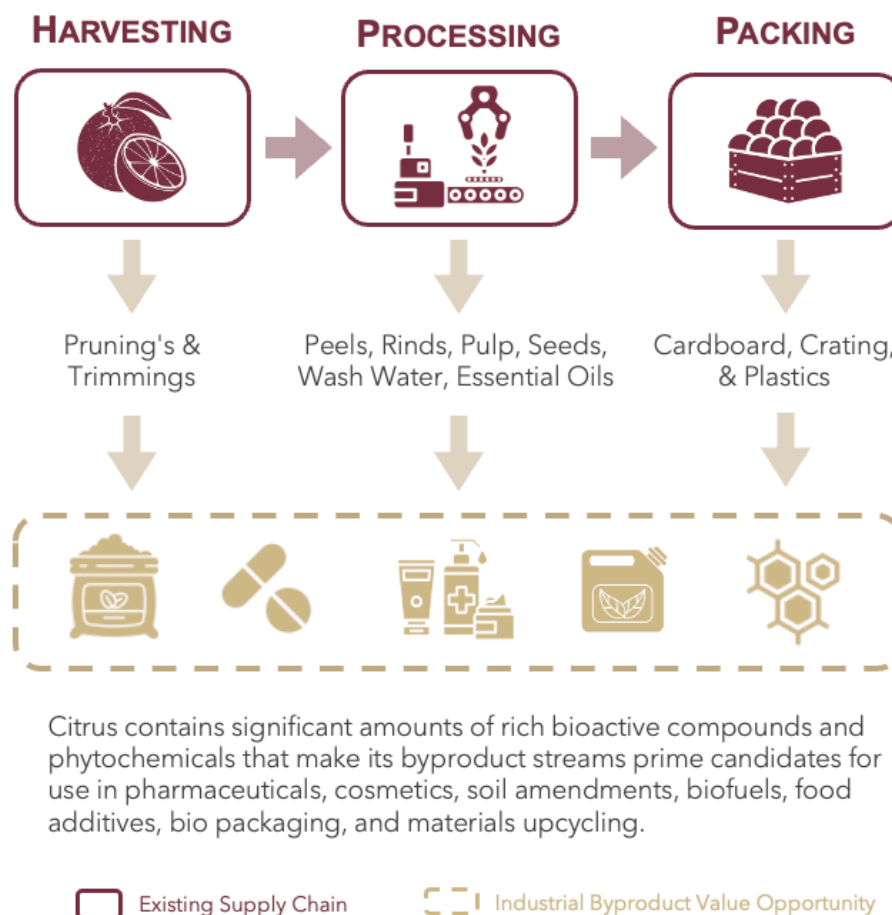 HARVESTING
PROCESSING
PACKING
Pruning's &
Trimmings
Peels, Rinds, Pulp, Seeds,
Wash Water, Essential Oils
Cardboard, Crating,
& Plastics
Citrus contains significant amounts of rich bioactive compounds and
phytochemicals that make its byproduct streams prime candidates for
use in pharmaceuticals, cosmetics, soil amendments, biofuels, food
additives, bio packaging, and materials upcycling.
Existing Supply Chain
Industrial Byproduct Value Opportunity